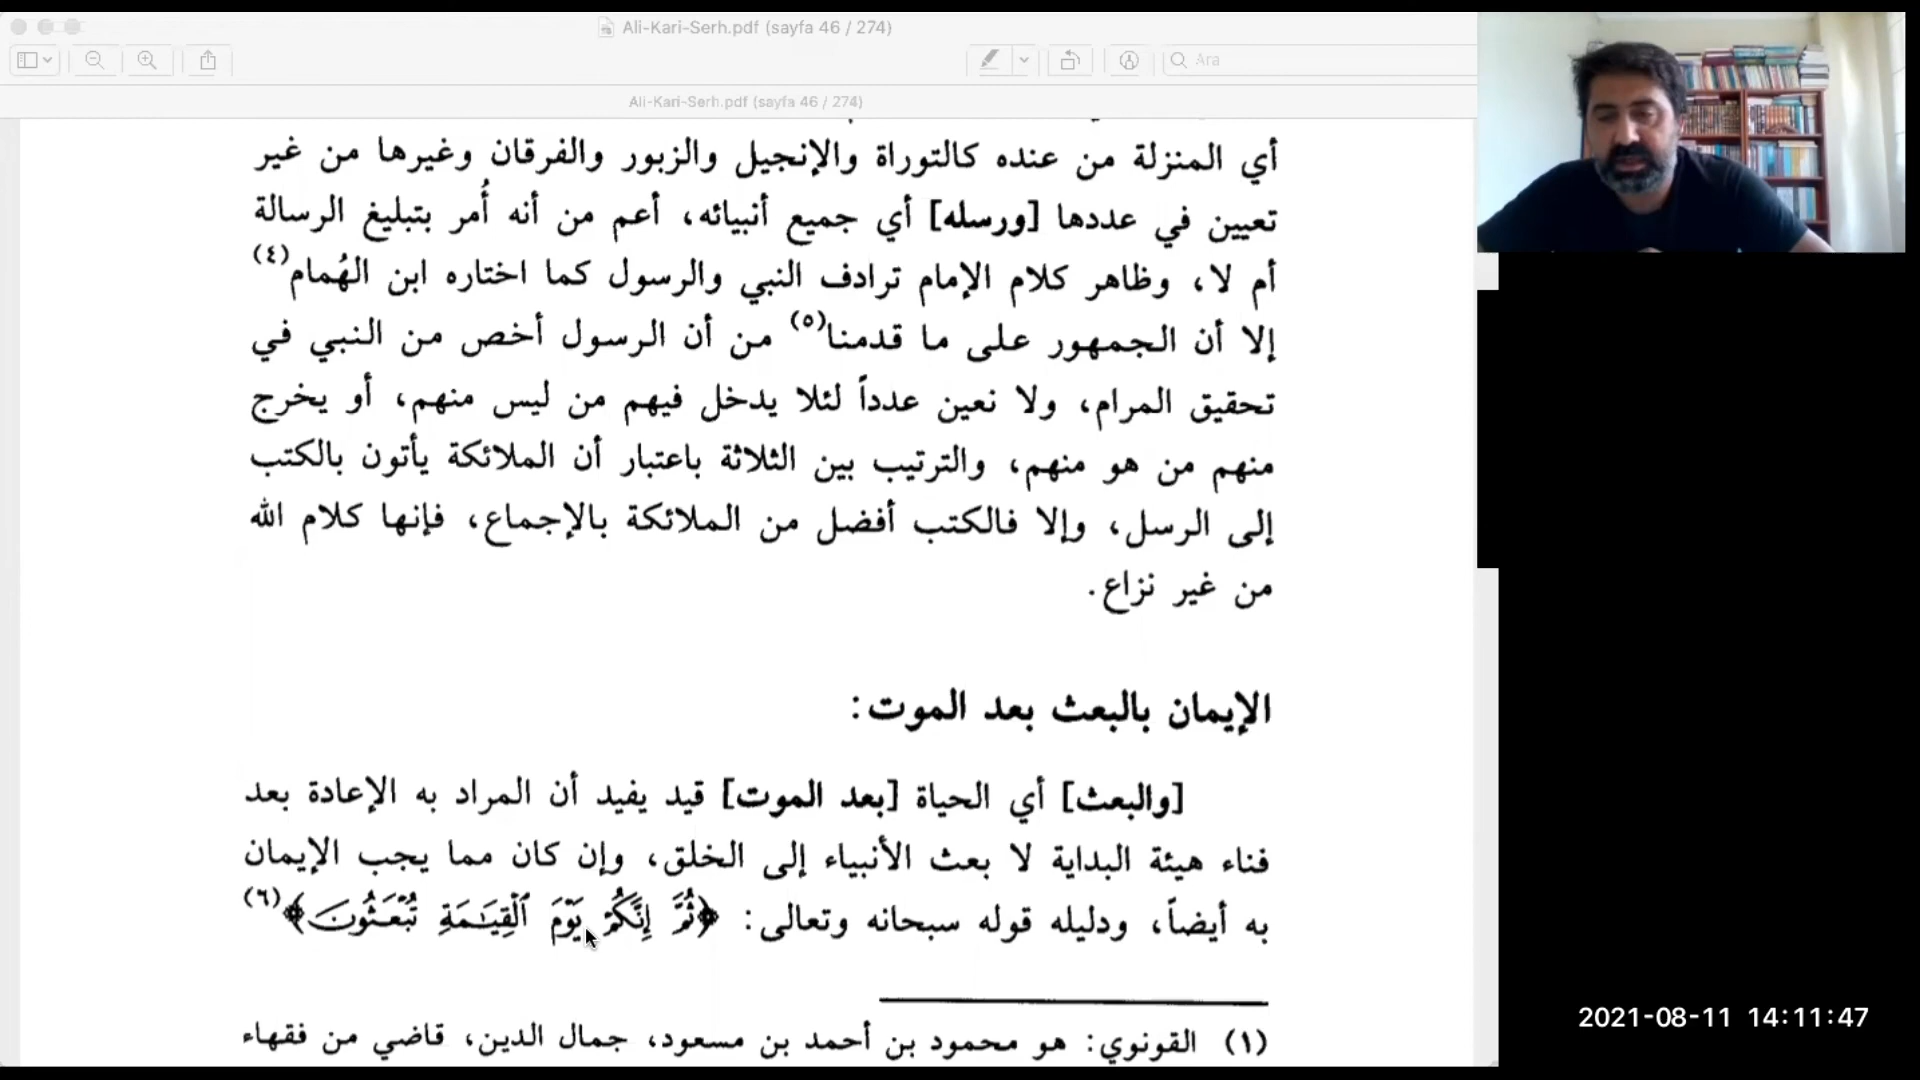 Ali-Kari-Serh.pdf (sayfa 46 / 274)
Ara
Ali-Kari-Serh.pdf (sayfa 46 / 274)
أي المنزلة من عنده كالتوراة والإنجيل والزبور والفرقان وغيرها من غير
تعيين في عددها [ورسله] أي جميع أنبيائه، أعم من أنه أُمر بتبليغ الرسالة
أم لا، وظاهر كلام الإمام ترادف النبي والرسول كما اختاره ابن الهُمام(٤)
إلا أن الجمهور على ما قدمنا(٥) من أن الرسول أخص من النبي في
تحقيق المرام، ولا نعين عدداً لئلا يدخل فيهم من ليس منهم، أو يخرج
منهم من هو منهم، والترتيب بين الثلاثة باعتبار أن الملائكة يأتون بالكتب
إلى الرسل، وإلا فالكتب أفضل من الملائكة بالإجماع، فإنها كلام الله
من غير نزاع.
الإيمان بالبعث بعد الموت:
[والبعث] أي الحياة [بعد الموت] قيد يفيد أن المراد به الإعادة بعد
فناء هيئة البداية لا بعث الأنبياء إلى الخلق، وإن كان مما يجب الإيمان
به أيضاً، ودليله قوله سبحانه وتعالى: ﴿ثُمَّ إِنَّكُمْ يَوْمَ ٱلْقِيَـٰمَةِ تُبْعَثُونَ﴾(٦)
(١) القونوي: هو محمود بن أحمد بن مسعود، جمال الدين، قاضي من فقهاء
2021-08-11 14:11:47